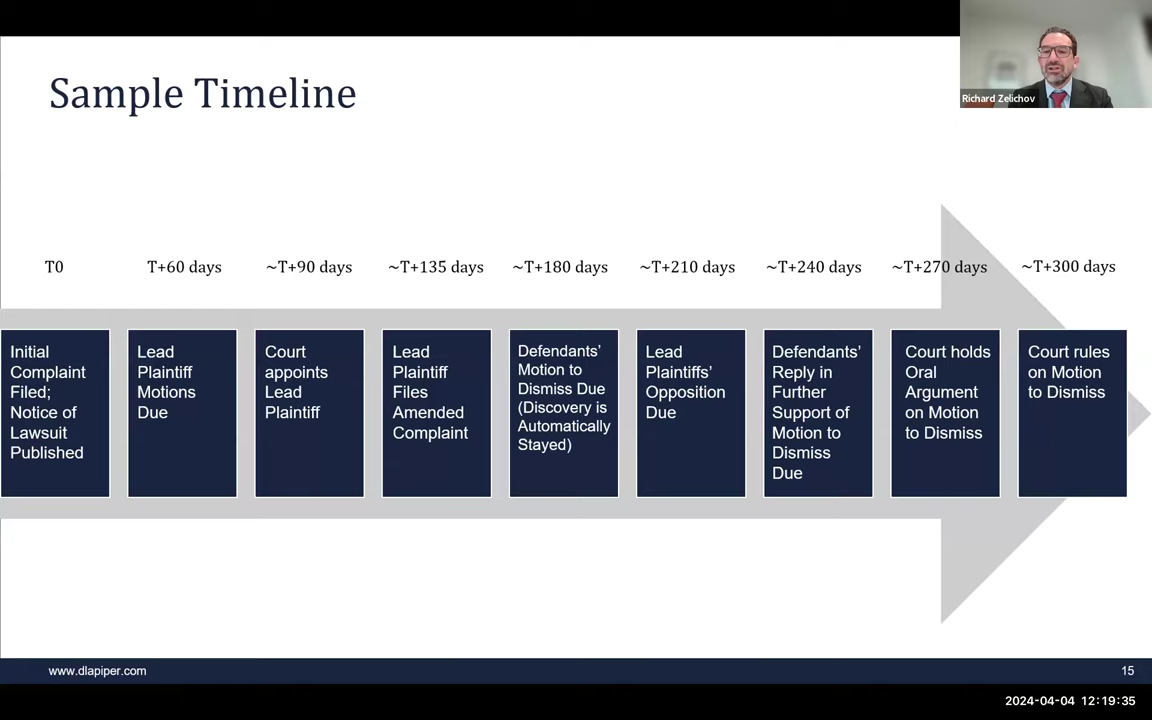 Sample Timeline
Richard Zelichov
T0
T+60 days
~T+90 days
~T+135 days
~T+180 days
~T+210 days
~T+240 days
~T+270 days
~T+300 days
Initial
Complaint
Filed;
Notice of
Lawsuit
Published
Lead
Plaintiff
Motions
Due
Court
appoints
Lead
Plaintiff
Lead
Plaintiff
Files
Amended
Complaint
Defendants’
Motion to
Dismiss Due
(Discovery is
Automatically
Stayed)
Lead
Plaintiffs’
Opposition
Due
Defendants’
Reply in
Further
Support of
Motion to
Dismiss
Due
Court holds
Oral
Argument
on Motion
to Dismiss
Court rules
on Motion
to Dismiss
www.dlapiper.com
15
2024-04-04 12:19:35